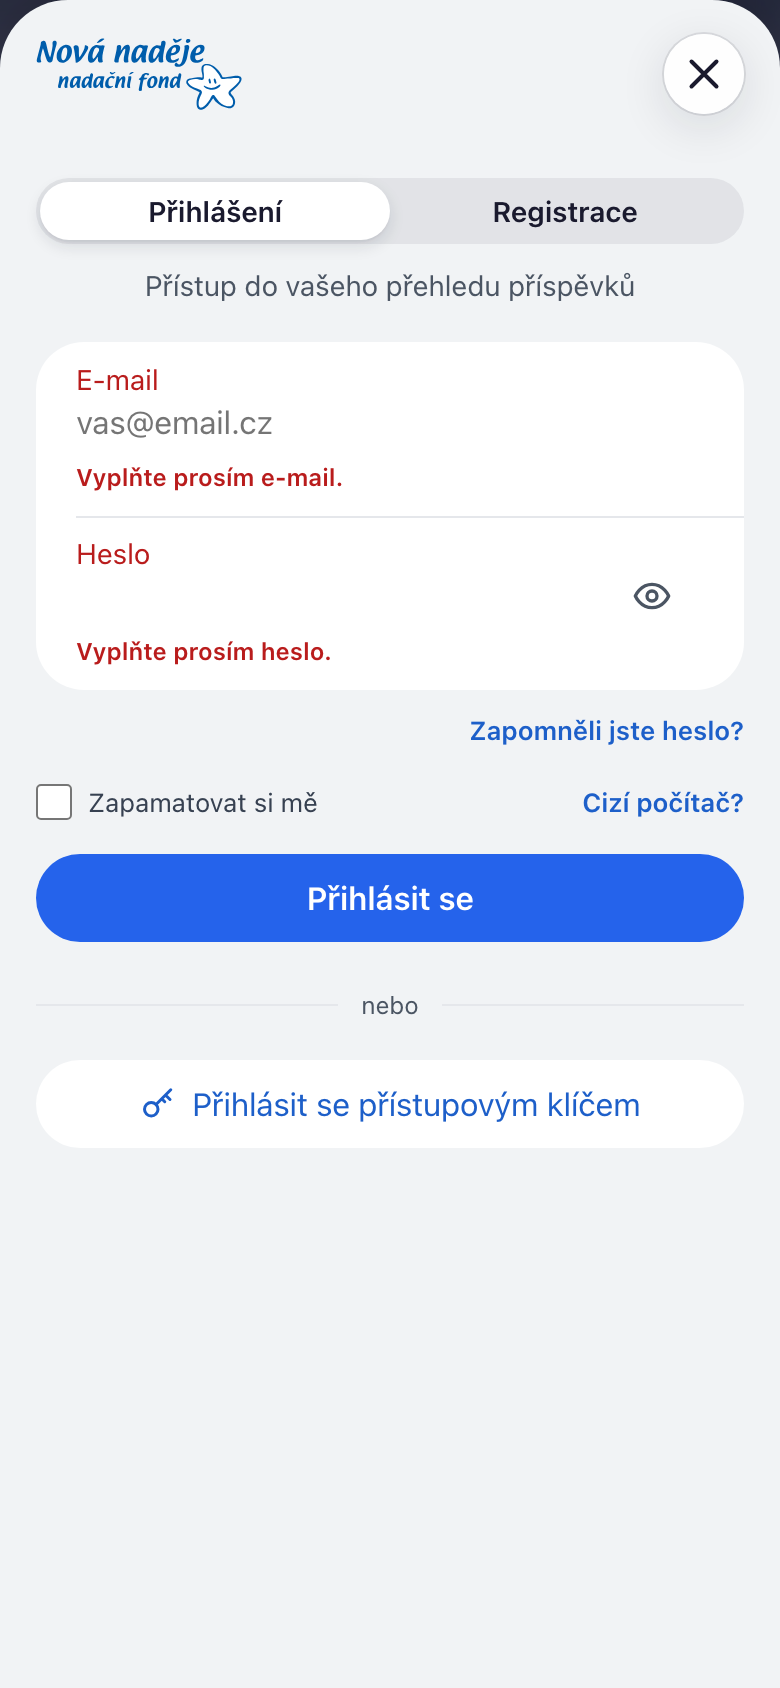 Nová naděje
nadační fond
Přihlášení
Registrace
Přístup do vašeho přehledu příspěvků
E-mail
vas@email.cz
Vyplňte prosím e-mail.
Heslo
Vyplňte prosím heslo.
Zapomněli jste heslo?
Zapamatovat si mě
Cizí počítač?
Přihlásit se
nebo
Přihlásit se přístupovým klíčem